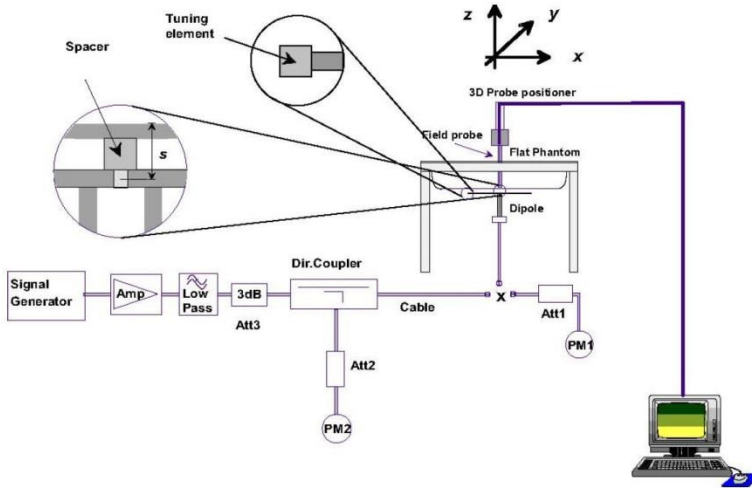 Tuning
element
Spacer
s
z
y
x
3D Probe positioner
Field probe
Flat Phantom
Dipole
Signal
Generator
Amp
Low
Pass
3dB
Att3
Dir.Coupler
Cable
x
Att1
PM1
Att2
PM2